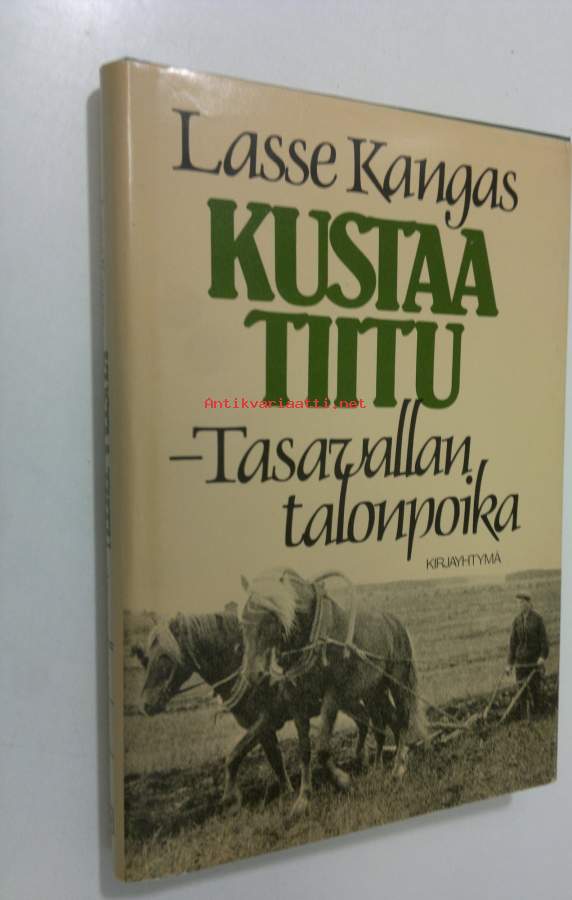 Lasse Kangas
KUSTAA
TIITU
Antikvariaatti.net
–Tasavallan
talonpoika
KIRJAYHTYMÄ